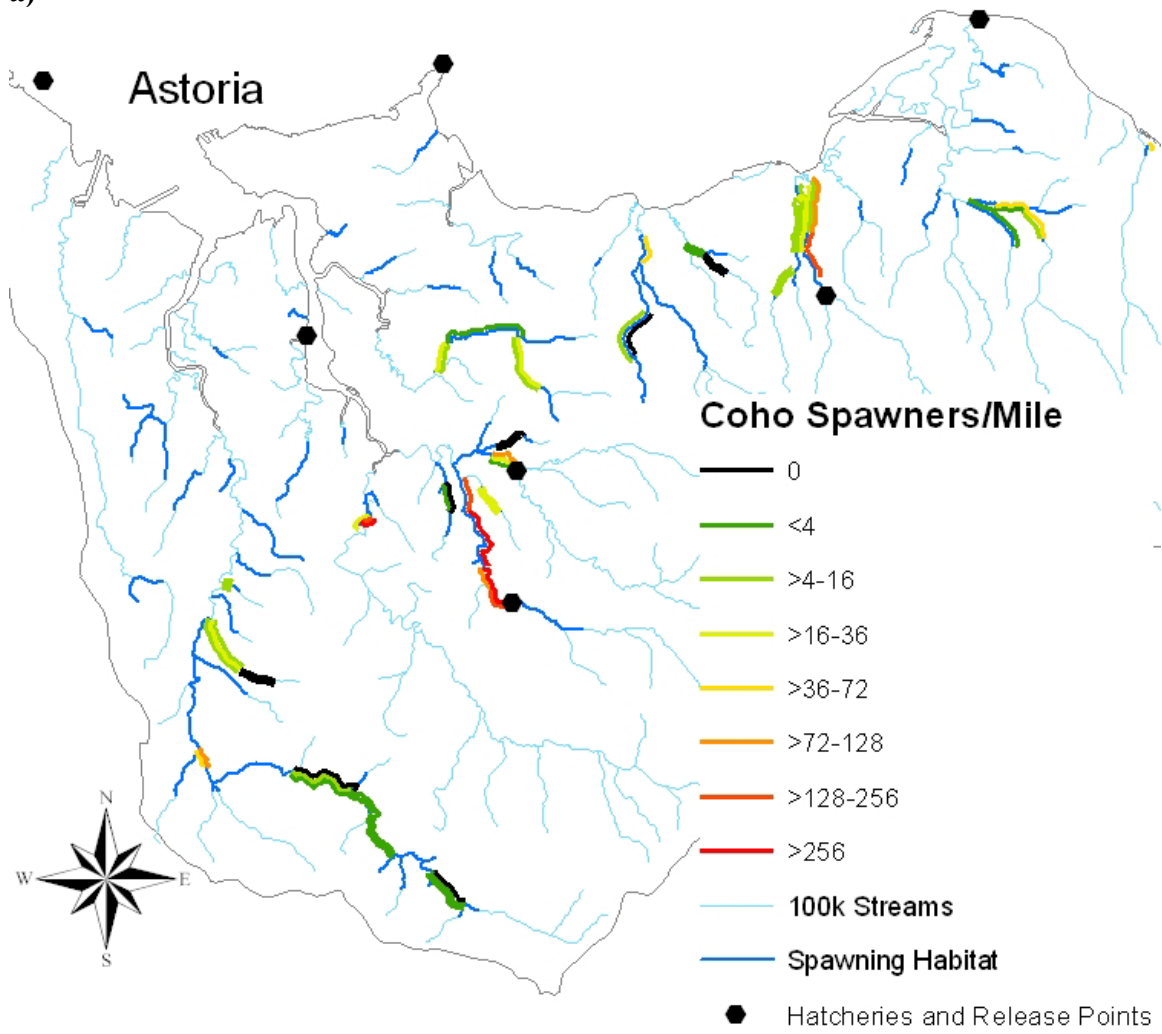 a)
Astoria
Coho Spawners/Mile
0
<4
>4-16
>16-36
>36-72
>72-128
>128-256
>256
100k Streams
Spawning Habitat
Hatcheries and Release Points
N
W
E
S